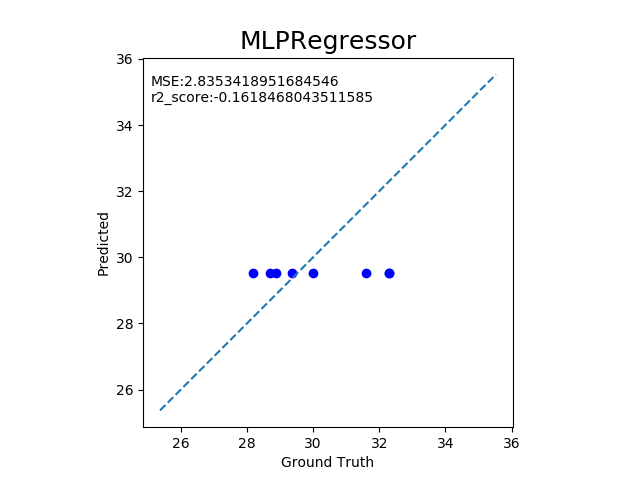 MLPRegressor
MSE:2.8353418951684546
r2_score:-0.1618468043511585
36
34
32
30
28
26
Predicted
26 28 30 32 34 36
Ground Truth